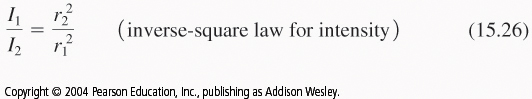 I₁/I₂ = r₂²/r₁² (inverse-square law for intensity) (15.26)
Copyright © 2004 Pearson Education, Inc., publishing as Addison Wesley.